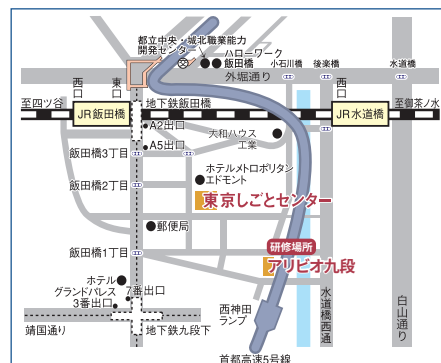 都立中央・城北職業能力
開発センター
ハローワーク
飯田橋
小石川橋
後楽橋
水道橋
外堀通り
西口
東口
西口
至四ツ谷
JR飯田橋
地下鉄飯田橋
JR水道橋
至御茶ノ水
A2出口
大和ハウス
工業
A5出口
飯田橋3丁目
ホテルメトロポリタン
エドモント
飯田橋2丁目
東京しごとセンター
郵便局
研修場所
飯田橋1丁目
アリビオ九段
ホテル
グランドパレス
7番出口
3番出口
西神田
ランプ
水道橋西通
白山通り
靖国通り
地下鉄九段下
首都高速5号線